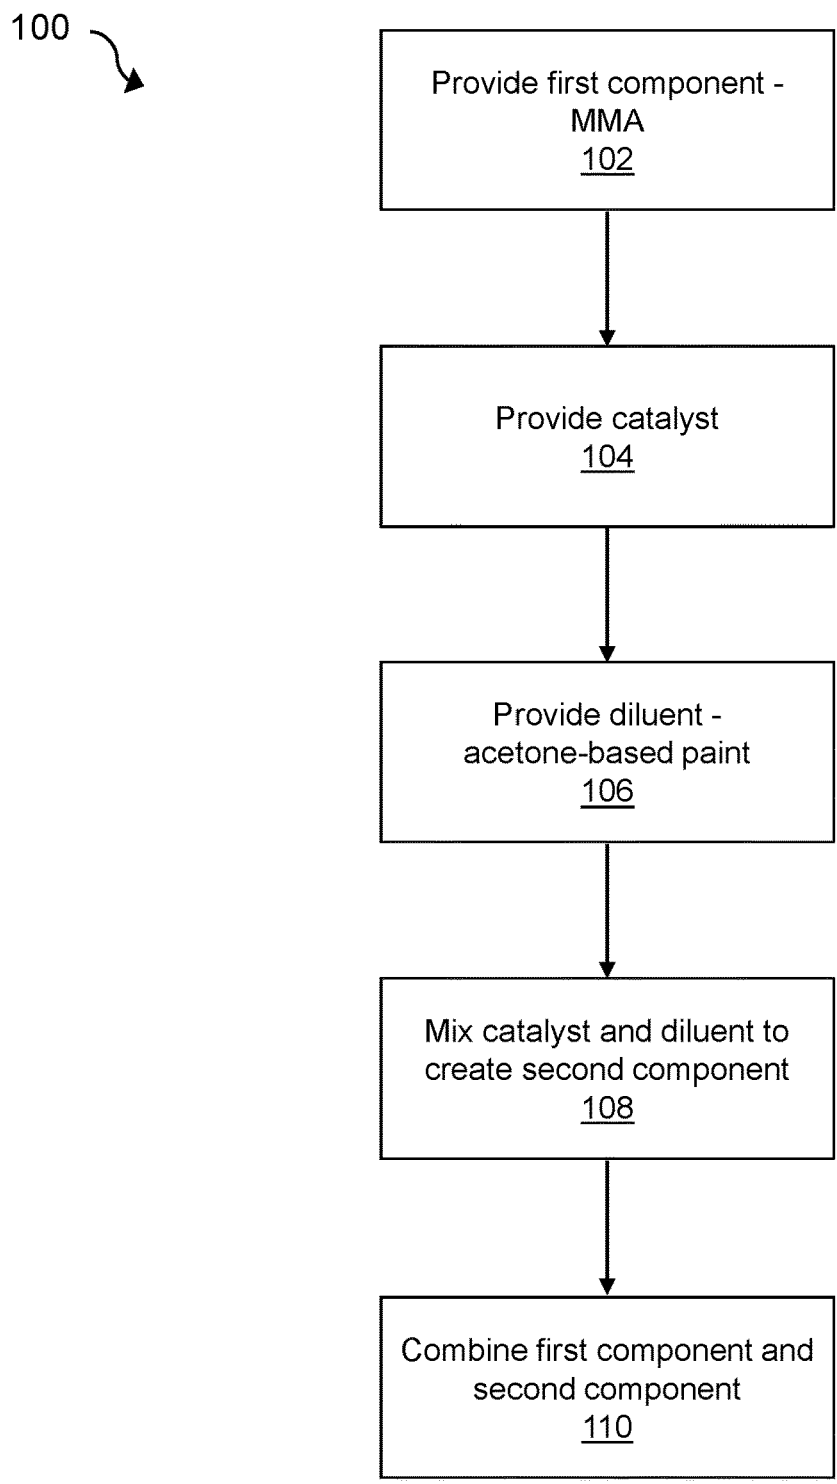 100
Provide first component -
MMA
102
Provide catalyst
104
Provide diluent -
acetone-based paint
106
Mix catalyst and diluent to
create second component
108
Combine first component and
second component
110